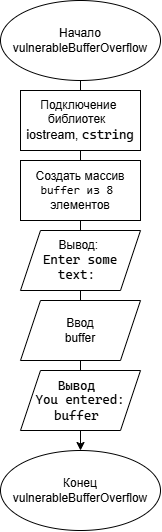 Начало
vulnerableBufferOverflow
Подключение
библиотек
iostream, cstring
Создать массив
buffer из 8
элементов
Вывод:
Enter some
text:
Ввод
buffer
Вывод
You entered:
buffer
Конец
vulnerableBufferOverflow